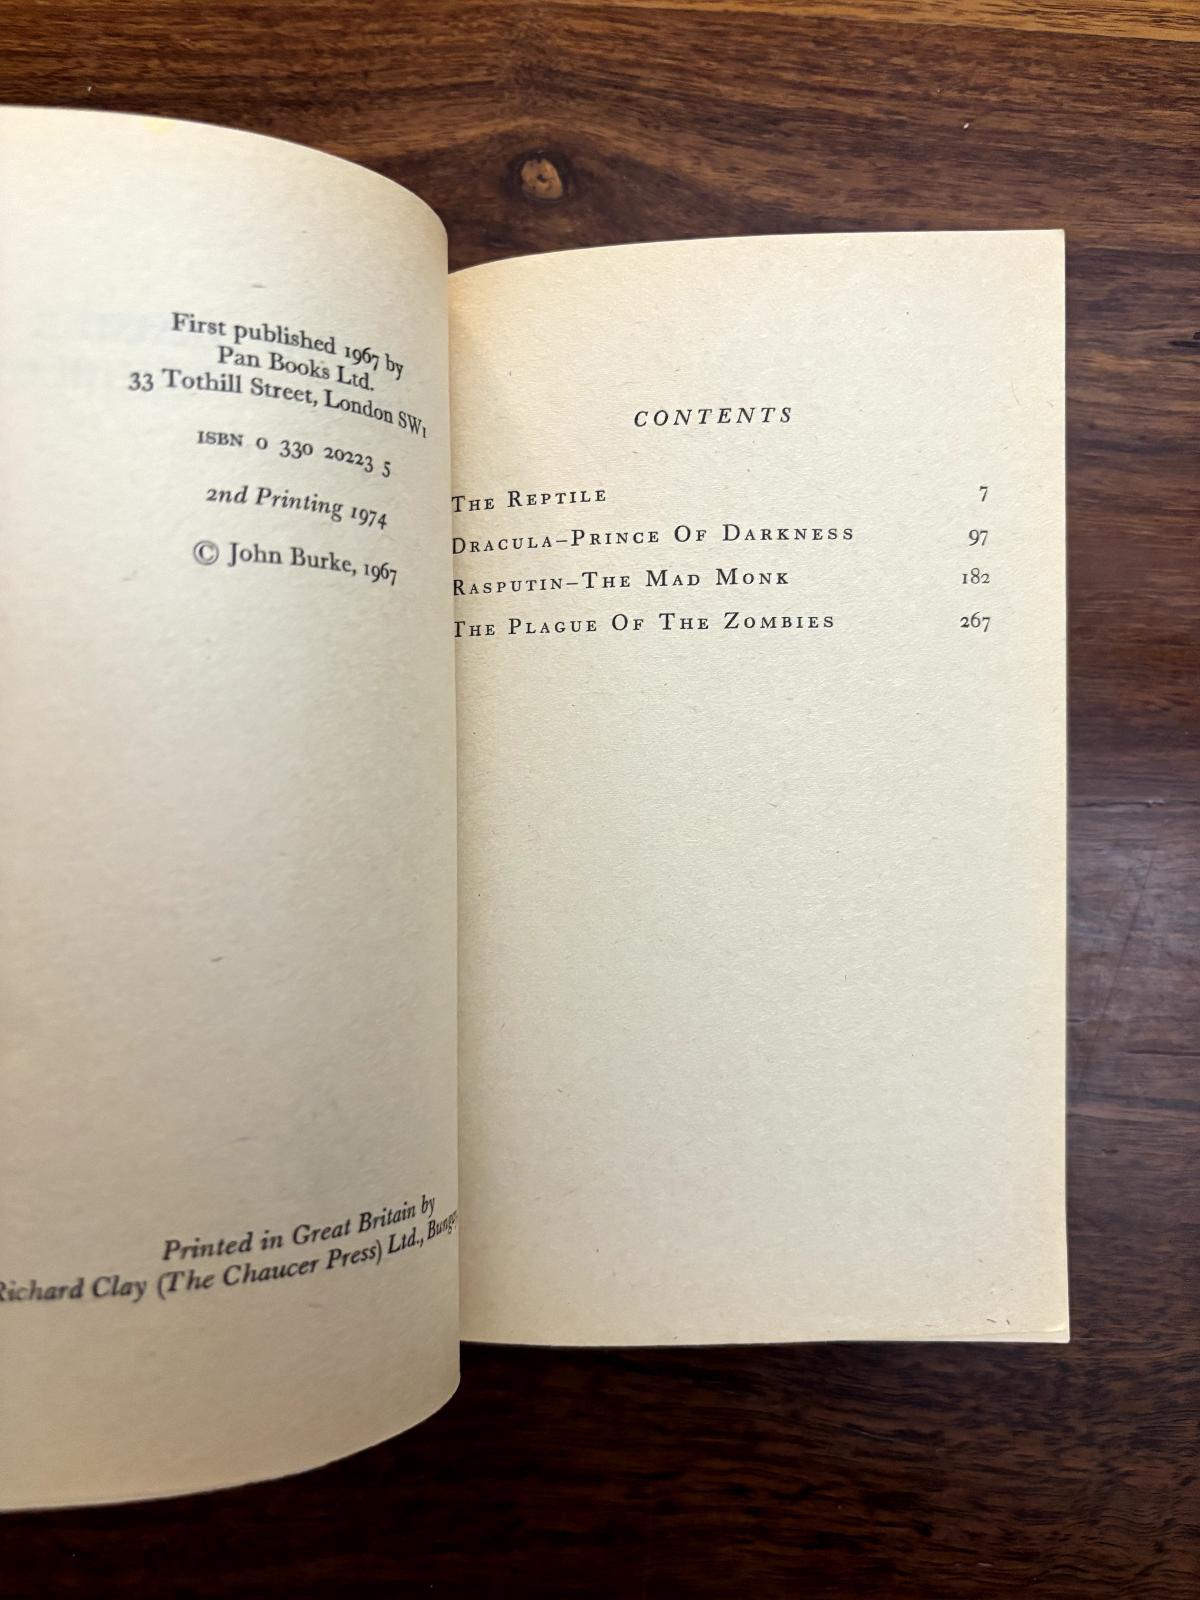 First published 1967 by
Pan Books Ltd.
33 Tothill Street, London SW1
ISBN 0 330 20223 5
2nd Printing 1974
© John Burke, 1967
Printed in Great Britain by
Richard Clay (The Chaucer Press) Ltd.,
CONTENTS
THE REPTILE 7
DRACULA–PRINCE OF DARKNESS 97
RASPUTIN–THE MAD MONK 182
THE PLAGUE OF THE ZOMBIES 267